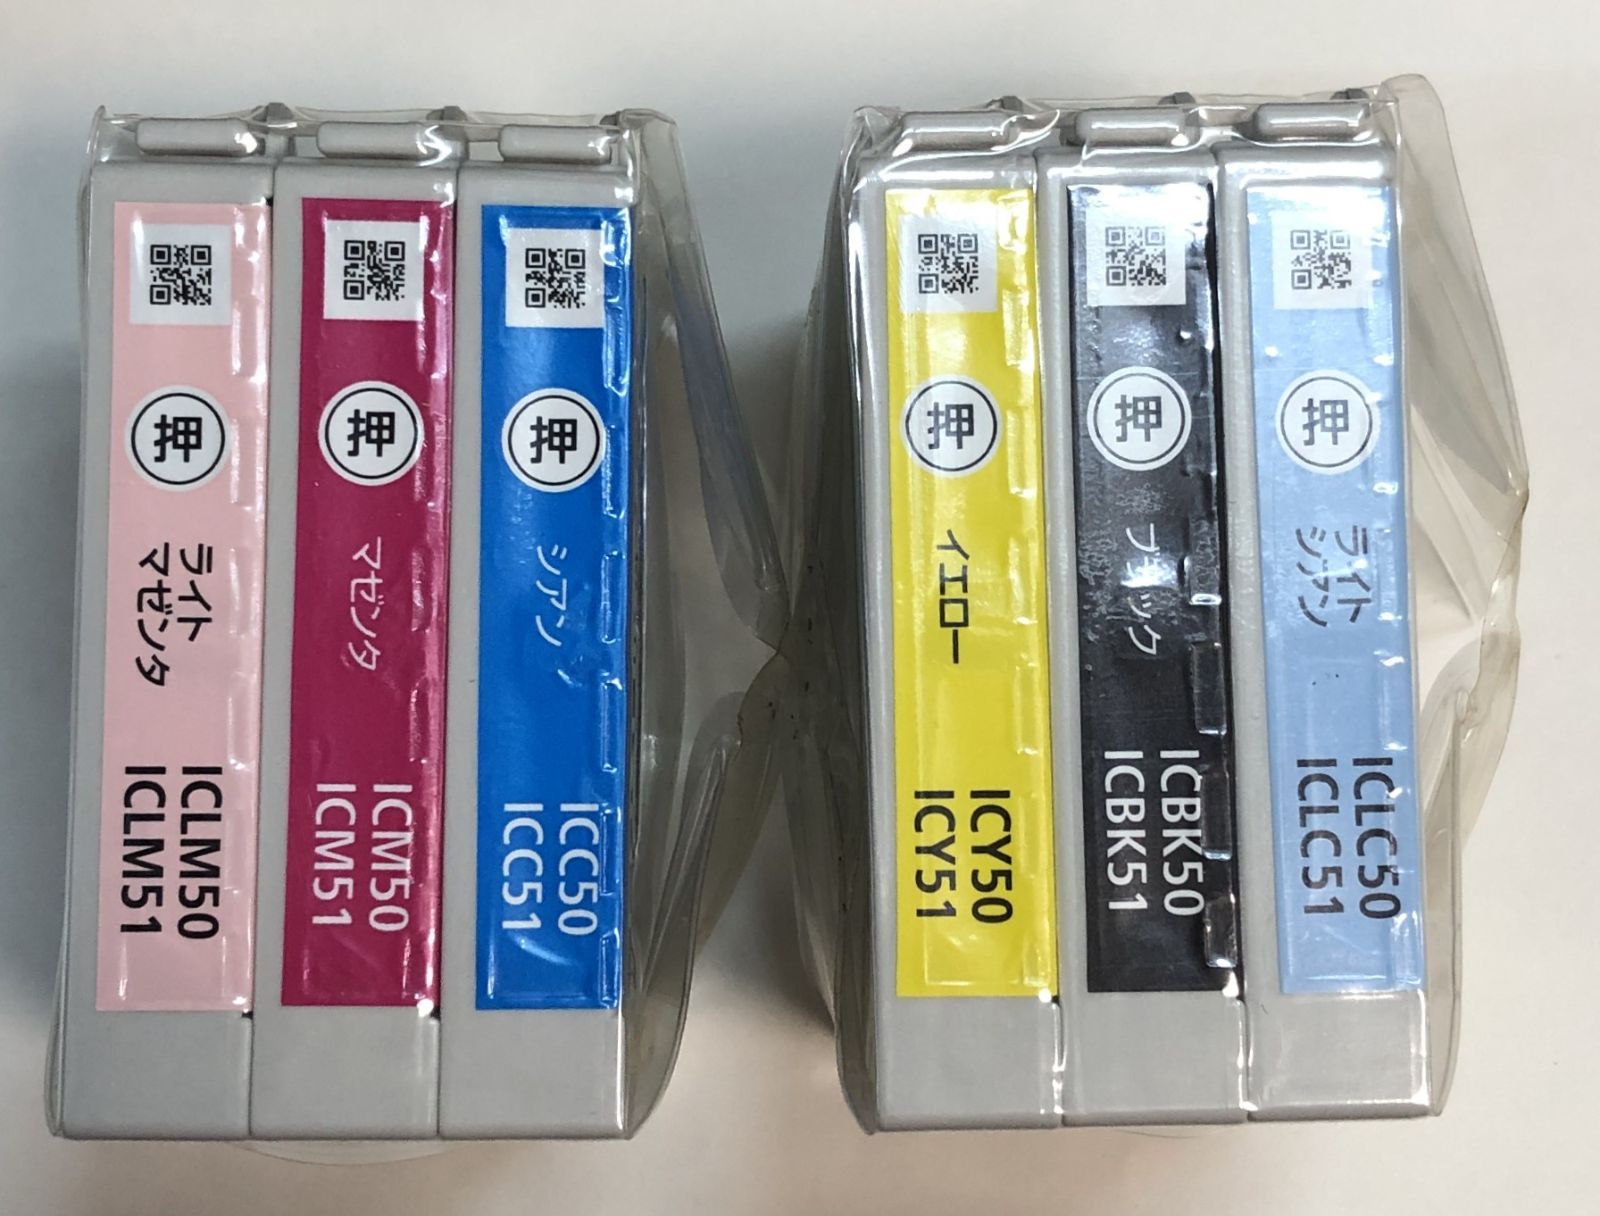 押
ライト
マゼンタ
ICLM50
ICLM51
押
マゼンタ
ICM50
ICM51
押
シアン
ICC50
ICC51
押
イエロー
ICY50
ICY51
押
ブラック
ICBK50
ICBK51
押
ライト
シアン
ICLC50
ICLC51